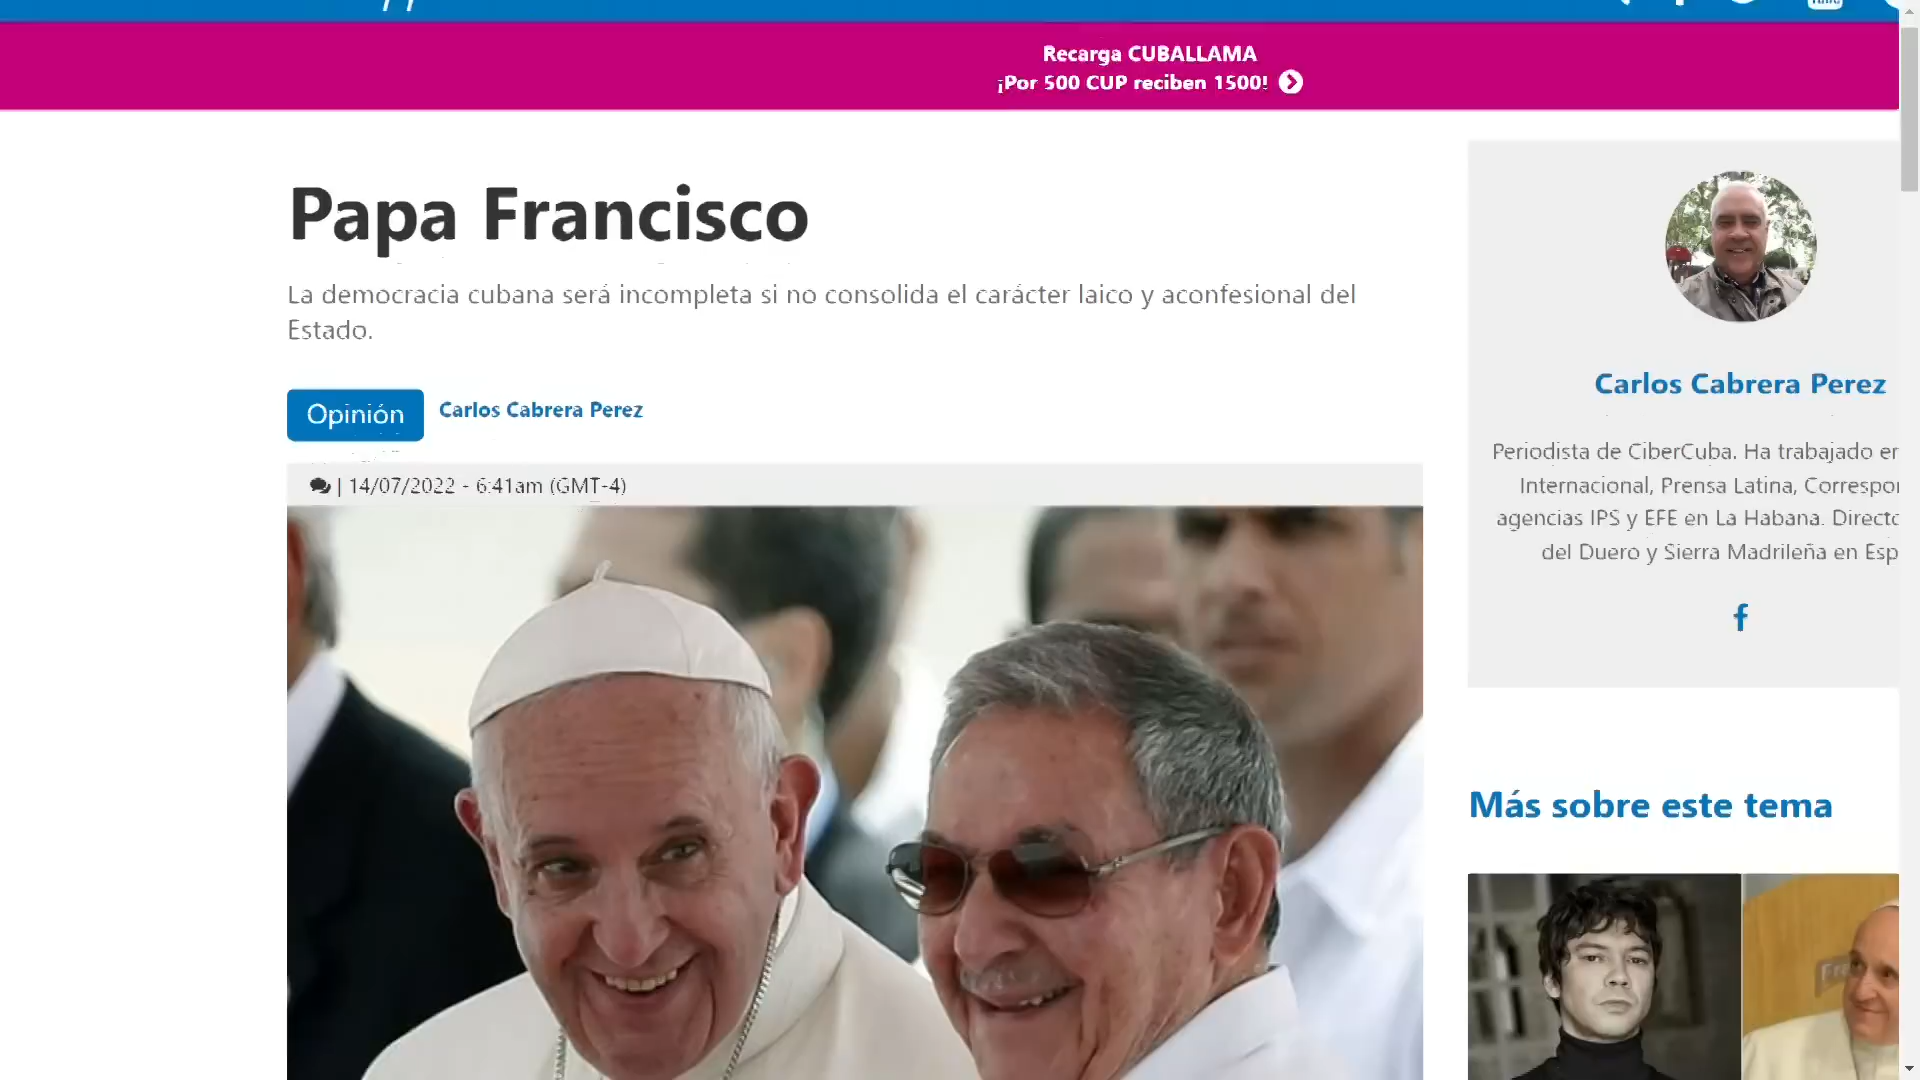 Recarga CUBALLAMA
¡Por 500 CUP reciben 1500!
Papa Francisco
La democracia cubana será incompleta si no consolida el carácter laico y aconfesional del
Estado.
Opinión
Carlos Cabrera Perez
| 14/07/2022 - 6:41am (GMT-4)
Carlos Cabrera Perez
Periodista de CiberCuba. Ha trabajado en
Internacional, Prensa Latina, Correspon
agencias IPS y EFE en La Habana. Directo
del Duero y Sierra Madrileña en Esp
Más sobre este tema